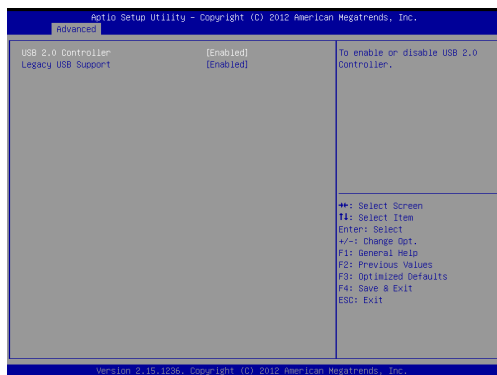 Aptio Setup Utility – Copyright (C) 2012 American Megatrends, Inc.
Advanced
USB 2.0 Controller [Enabled]
Legacy USB Support [Enabled]
To enable or disable USB 2.0
Controller.
→←: Select Screen
↑↓: Select Item
Enter: Select
+/-: Change Opt.
F1: General Help
F2: Previous Values
F3: Optimized Defaults
F4: Save & Exit
ESC: Exit
Version 2.15.1236. Copyright (C) 2012 American Megatrends, Inc.